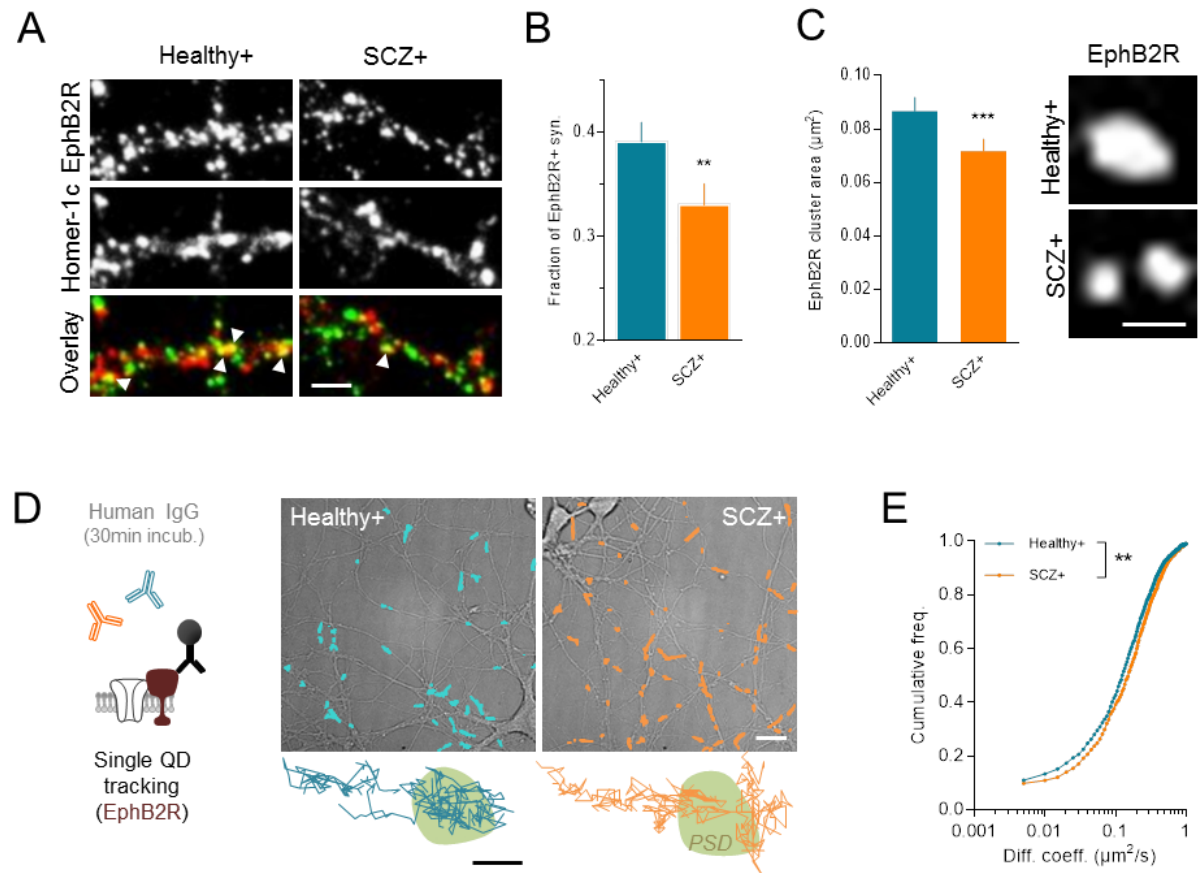 A
Healthy+
SCZ+
EphB2R
Homer-1c
Overlay
B
Fraction of EphB2R+ syn.
0.4
0.3
0.2
**
Healthy+
SCZ+
C
EphB2R cluster area (µm²)
0.10
0.08
0.06
0.04
0.02
0.00
***
Healthy+
SCZ+
EphB2R
Healthy+
SCZ+
D
Human IgG
(30min incub.)
Single QD
tracking
(EphB2R)
Healthy+
SCZ+
PSD
E
Cumulative freq.
1.0
0.8
0.6
0.4
0.2
0.0
Healthy+
SCZ+
**
0.001
0.01
0.1
1
Diff. coeff. (µm²/s)